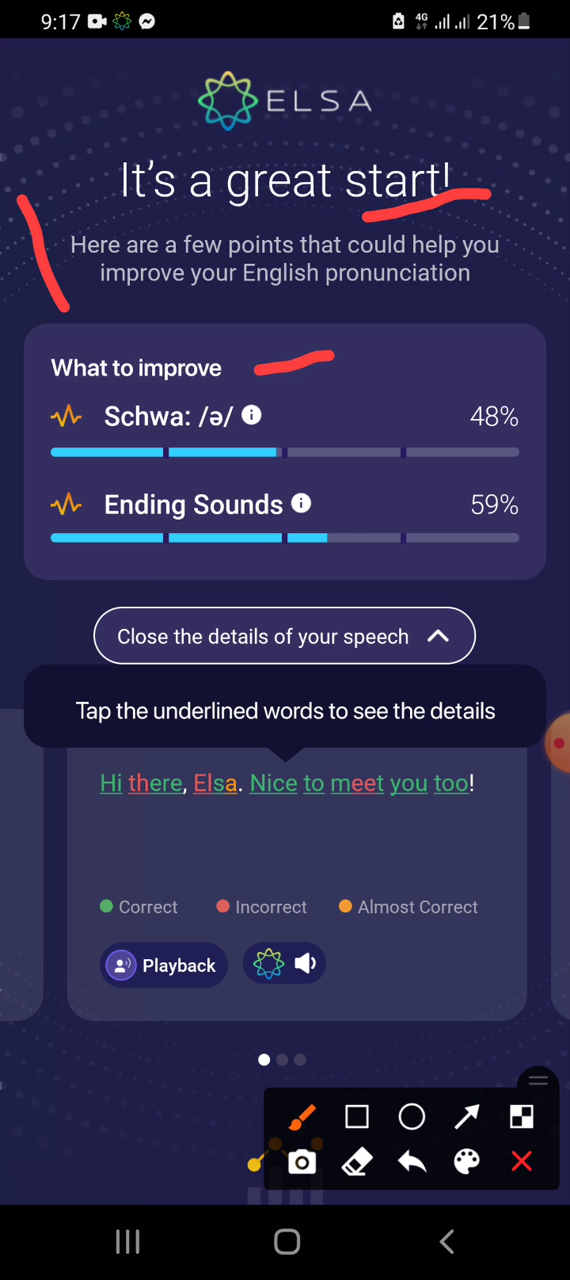 9:17
4G
21%
ELSA
It's a great start!
Here are a few points that could help you
improve your English pronunciation
What to improve
Schwa: /ə/
48%
Ending Sounds
59%
Close the details of your speech
Tap the underlined words to see the details
Hi there, Elsa. Nice to meet you too!
Correct Incorrect Almost Correct
Playback